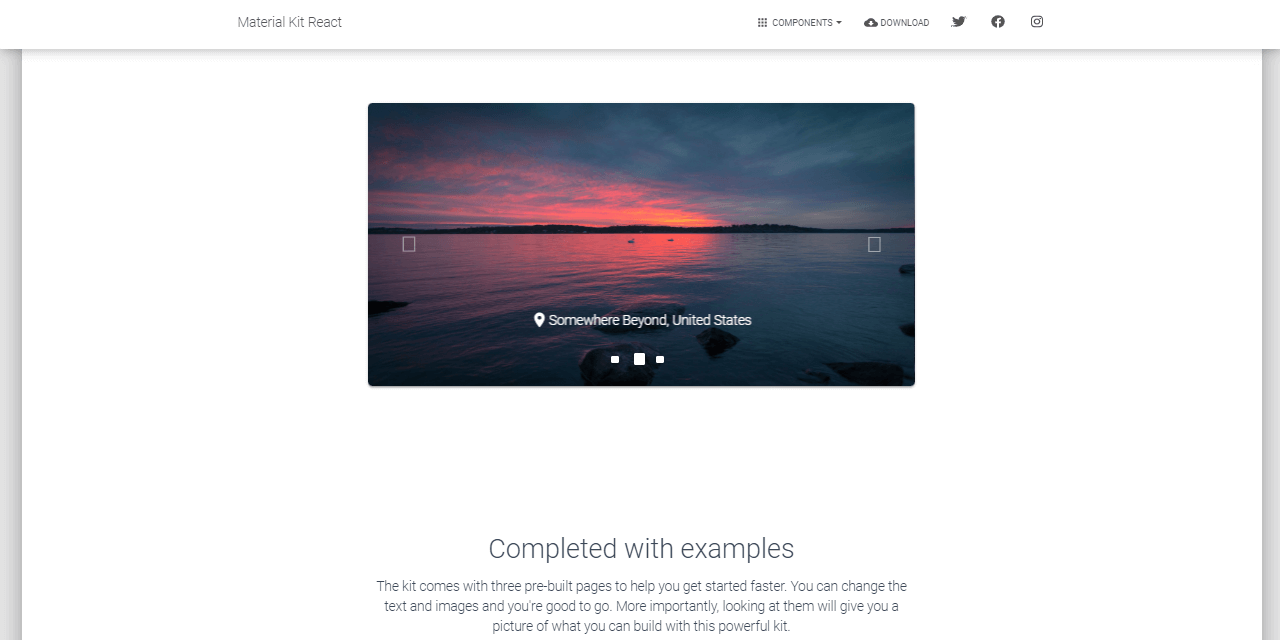 Material Kit React
COMPONENTS
DOWNLOAD
Somewhere Beyond, United States
Completed with examples
The kit comes with three pre-built pages to help you get started faster. You can change the
text and images and you're good to go. More importantly, looking at them will give you a
picture of what you can build with this powerful kit.